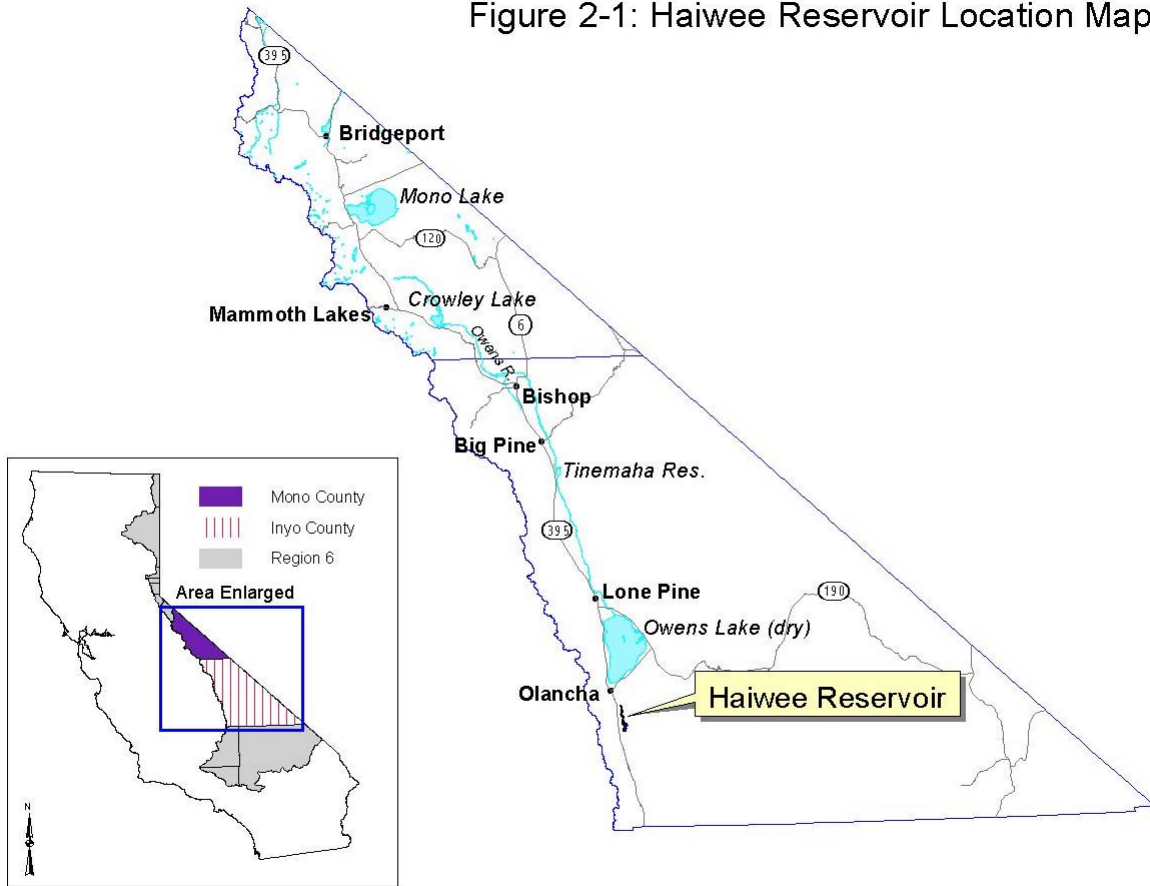 Figure 2-1: Haiwee Reservoir Location Map
395
Bridgeport
Mono Lake
120
Crowley Lake
Mammoth Lakes
6
Owens R.
Bishop
Big Pine
Tinemaha Res.
395
Lone Pine
190
Owens Lake (dry)
Olancha
Haiwee Reservoir
Mono County
Inyo County
Region 6
Area Enlarged
N